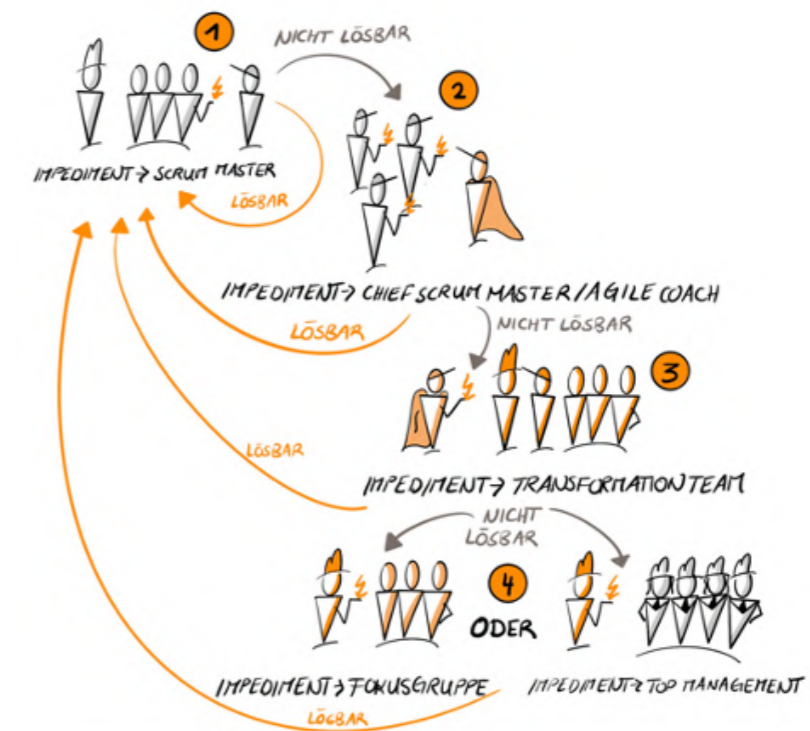 1
NICHT LÖSBAR
2
IMPEDIMENT → SCRUM MASTER
LÖSBAR
IMPEDIMENT → CHIEF SCRUM MASTER / AGILE COACH
LÖSBAR
NICHT LÖSBAR
3
LÖSBAR
IMPEDIMENT → TRANSFORMATION TEAM
NICHT
LÖSBAR
4
ODER
IMPEDIMENT → FOKUSGRUPPE
IMPEDIMENT → TOP MANAGEMENT
LÖSBAR